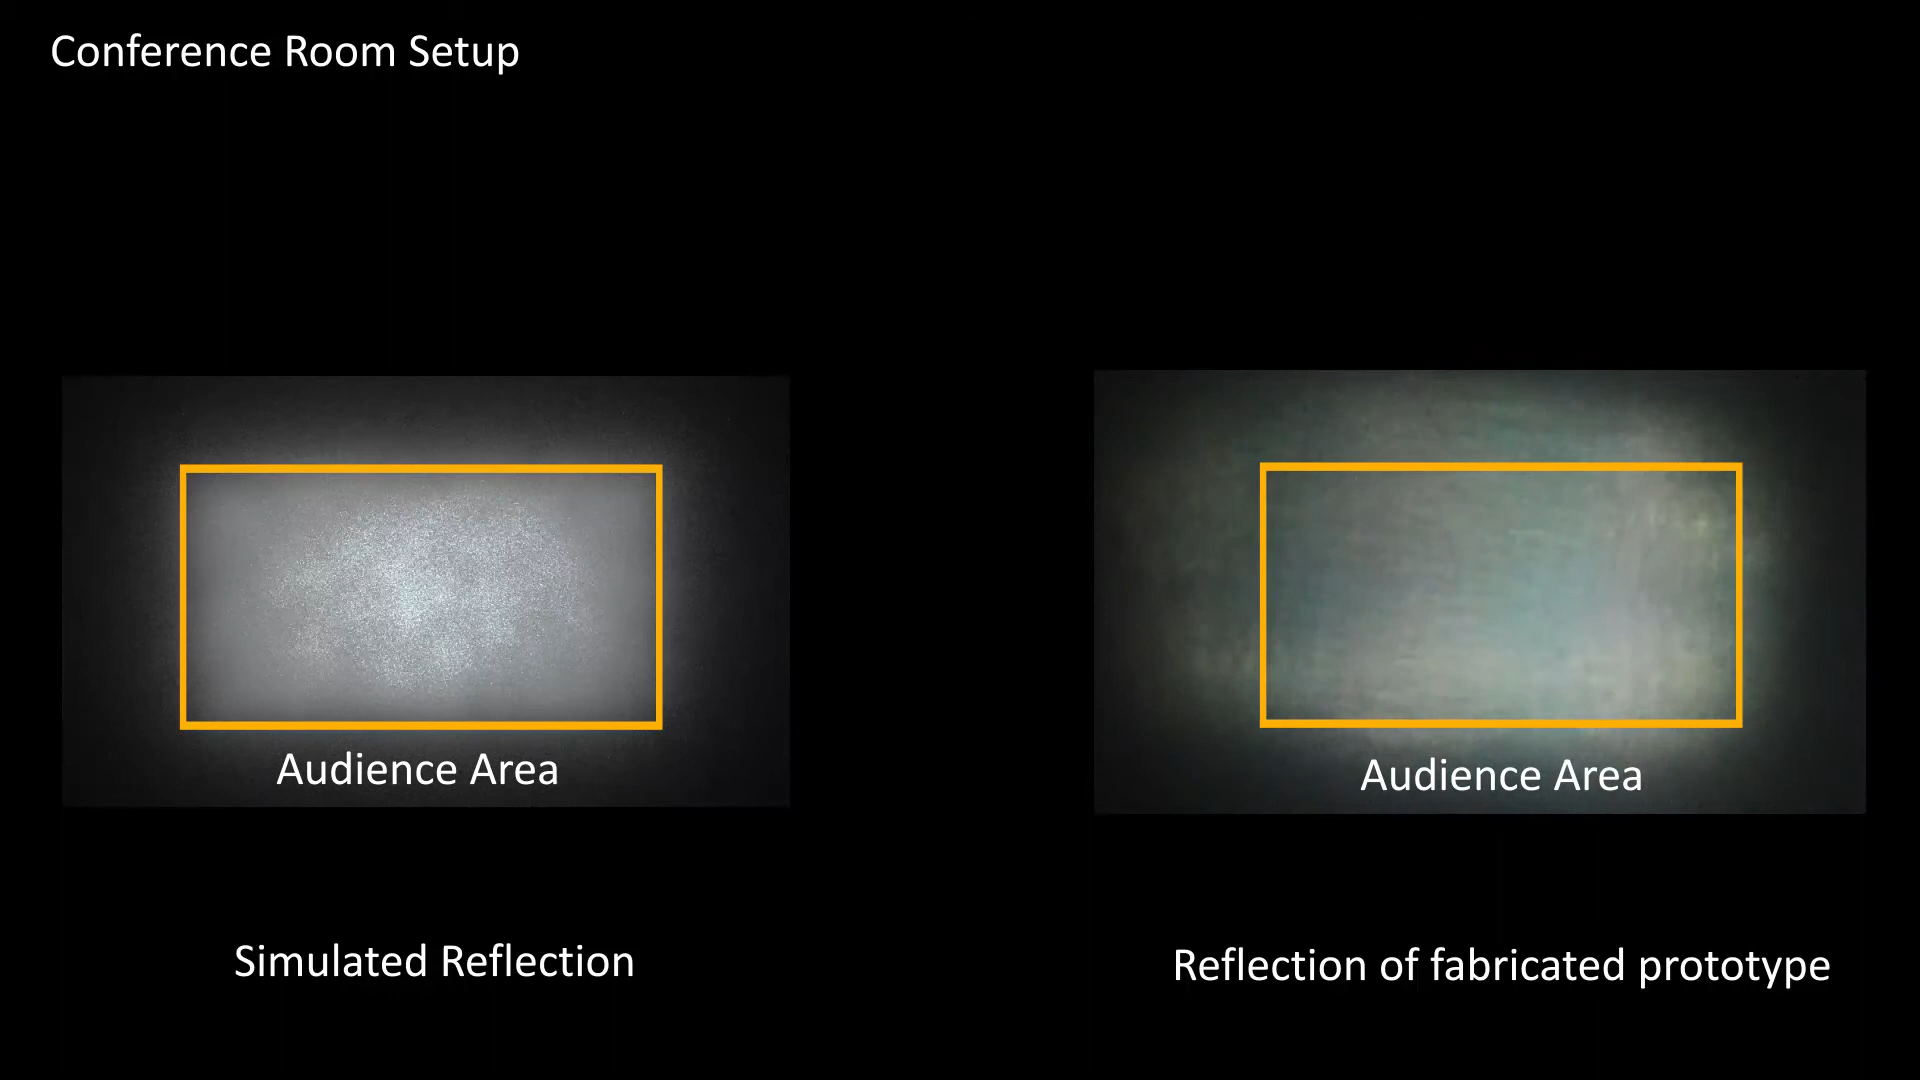 Conference Room Setup
Audience Area
Audience Area
Simulated Reflection
Reflection of fabricated prototype